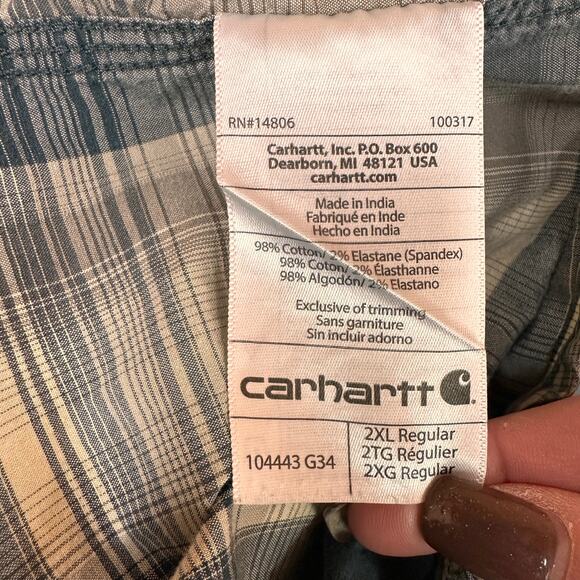 RN#14806 100317
Carhartt, Inc. P.O. Box 600
Dearborn, MI 48121 USA
carhartt.com
Made in India
Fabriqué en Inde
Hecho en India
98% Cotton/ 2% Elastane (Spandex)
98% Coton/ 2% Élasthanne
98% Algodón/ 2% Elastano
Exclusive of trimming
Sans garniture
Sin incluir adorno
carhartt
104443 G34
2XL Regular
2TG Régulier
2XG Regular